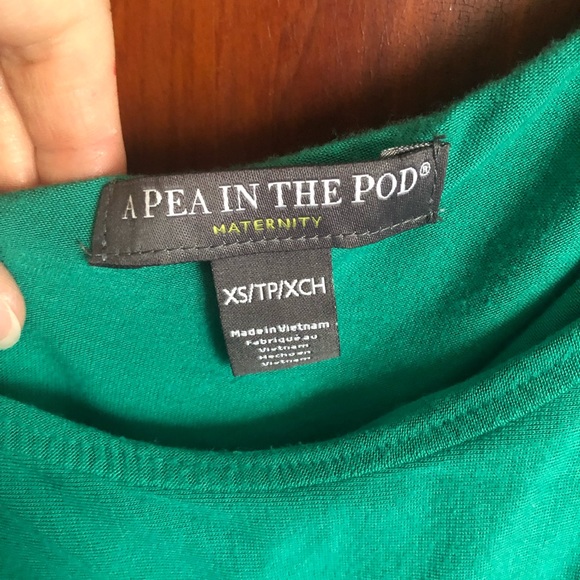 A PEA IN THE POD®
MATERNITY
XS/TP/XCH
Made in Vietnam
Fabriqué au
Vietnam
Hecho en
Vietnam